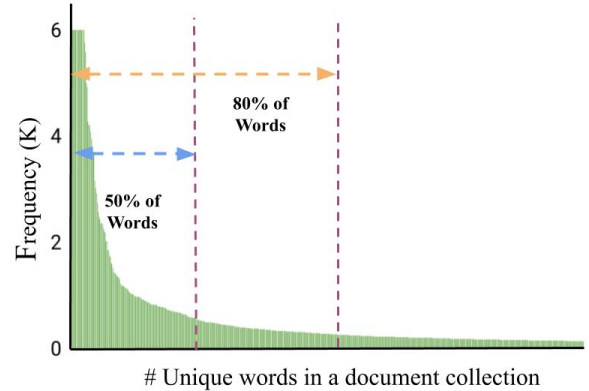 6
80% of
Words
4
50% of
Words
Frequency (K)
2
0
# Unique words in a document collection